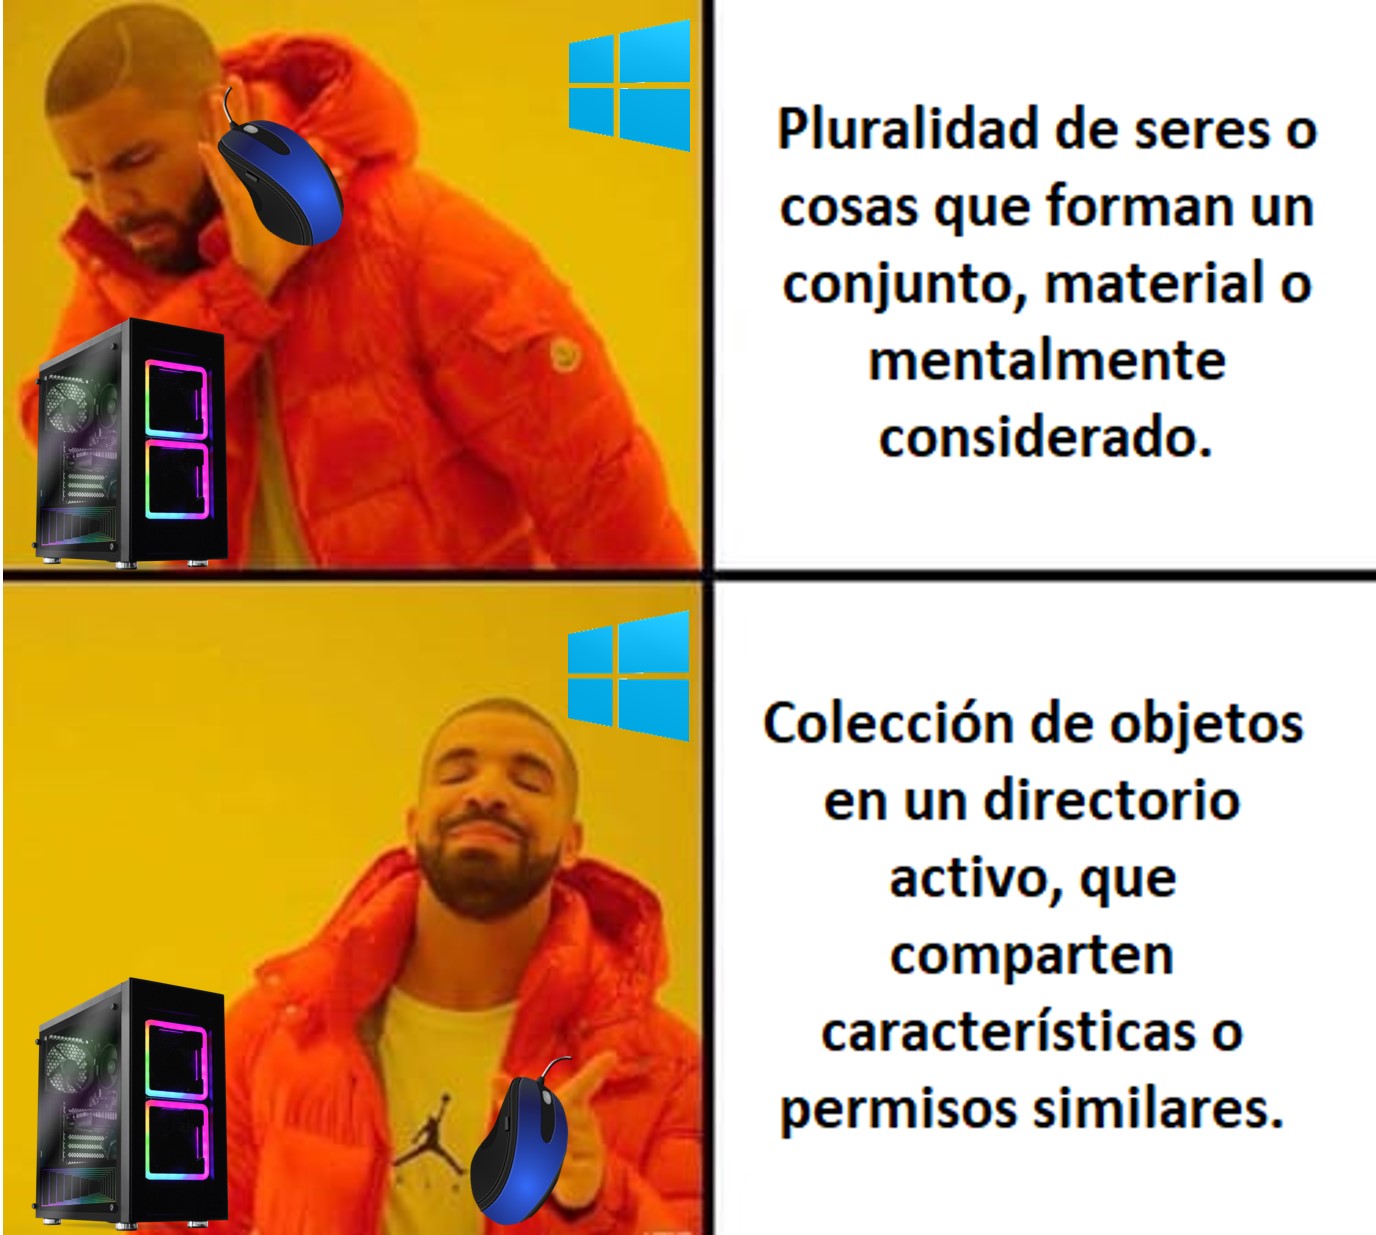 Pluralidad de seres o
cosas que forman un
conjunto, material o
mentalmente
considerado.
Colección de objetos
en un directorio
activo, que
comparten
características o
permisos similares.